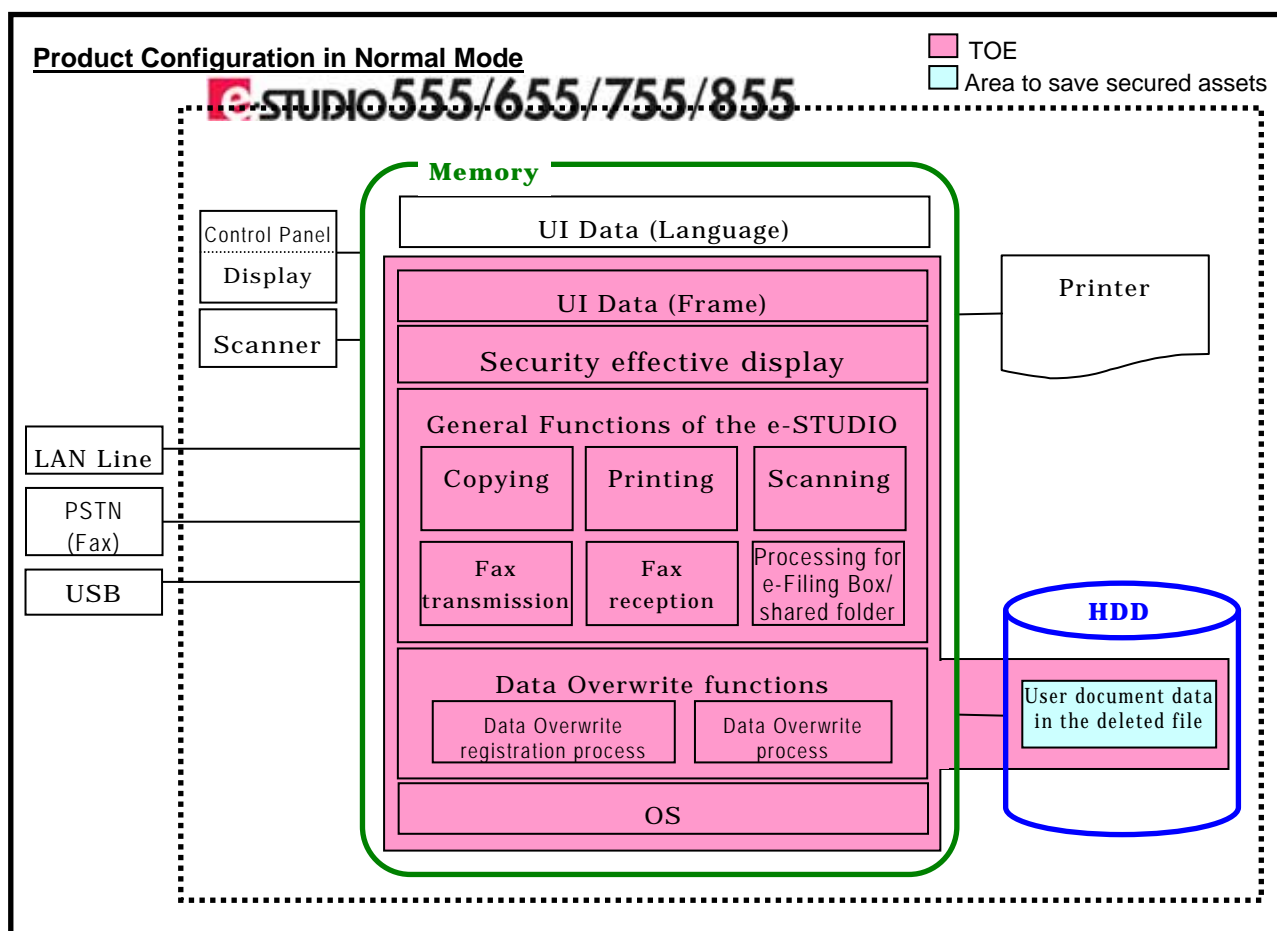 Product Configuration in Normal Mode
TOE
Area to save secured assets
e-STUDIO555/655/755/855
Memory
UI Data (Language)
Control Panel
Display
Scanner
UI Data (Frame)
Security effective display
Printer
General Functions of the e-STUDIO
Copying
Printing
Scanning
LAN Line
PSTN
(Fax)
USB
Fax
transmission
Fax
reception
Processing for
e-Filing Box/
shared folder
HDD
Data Overwrite functions
Data Overwrite
registration process
Data Overwrite
process
User document data
in the deleted file
OS